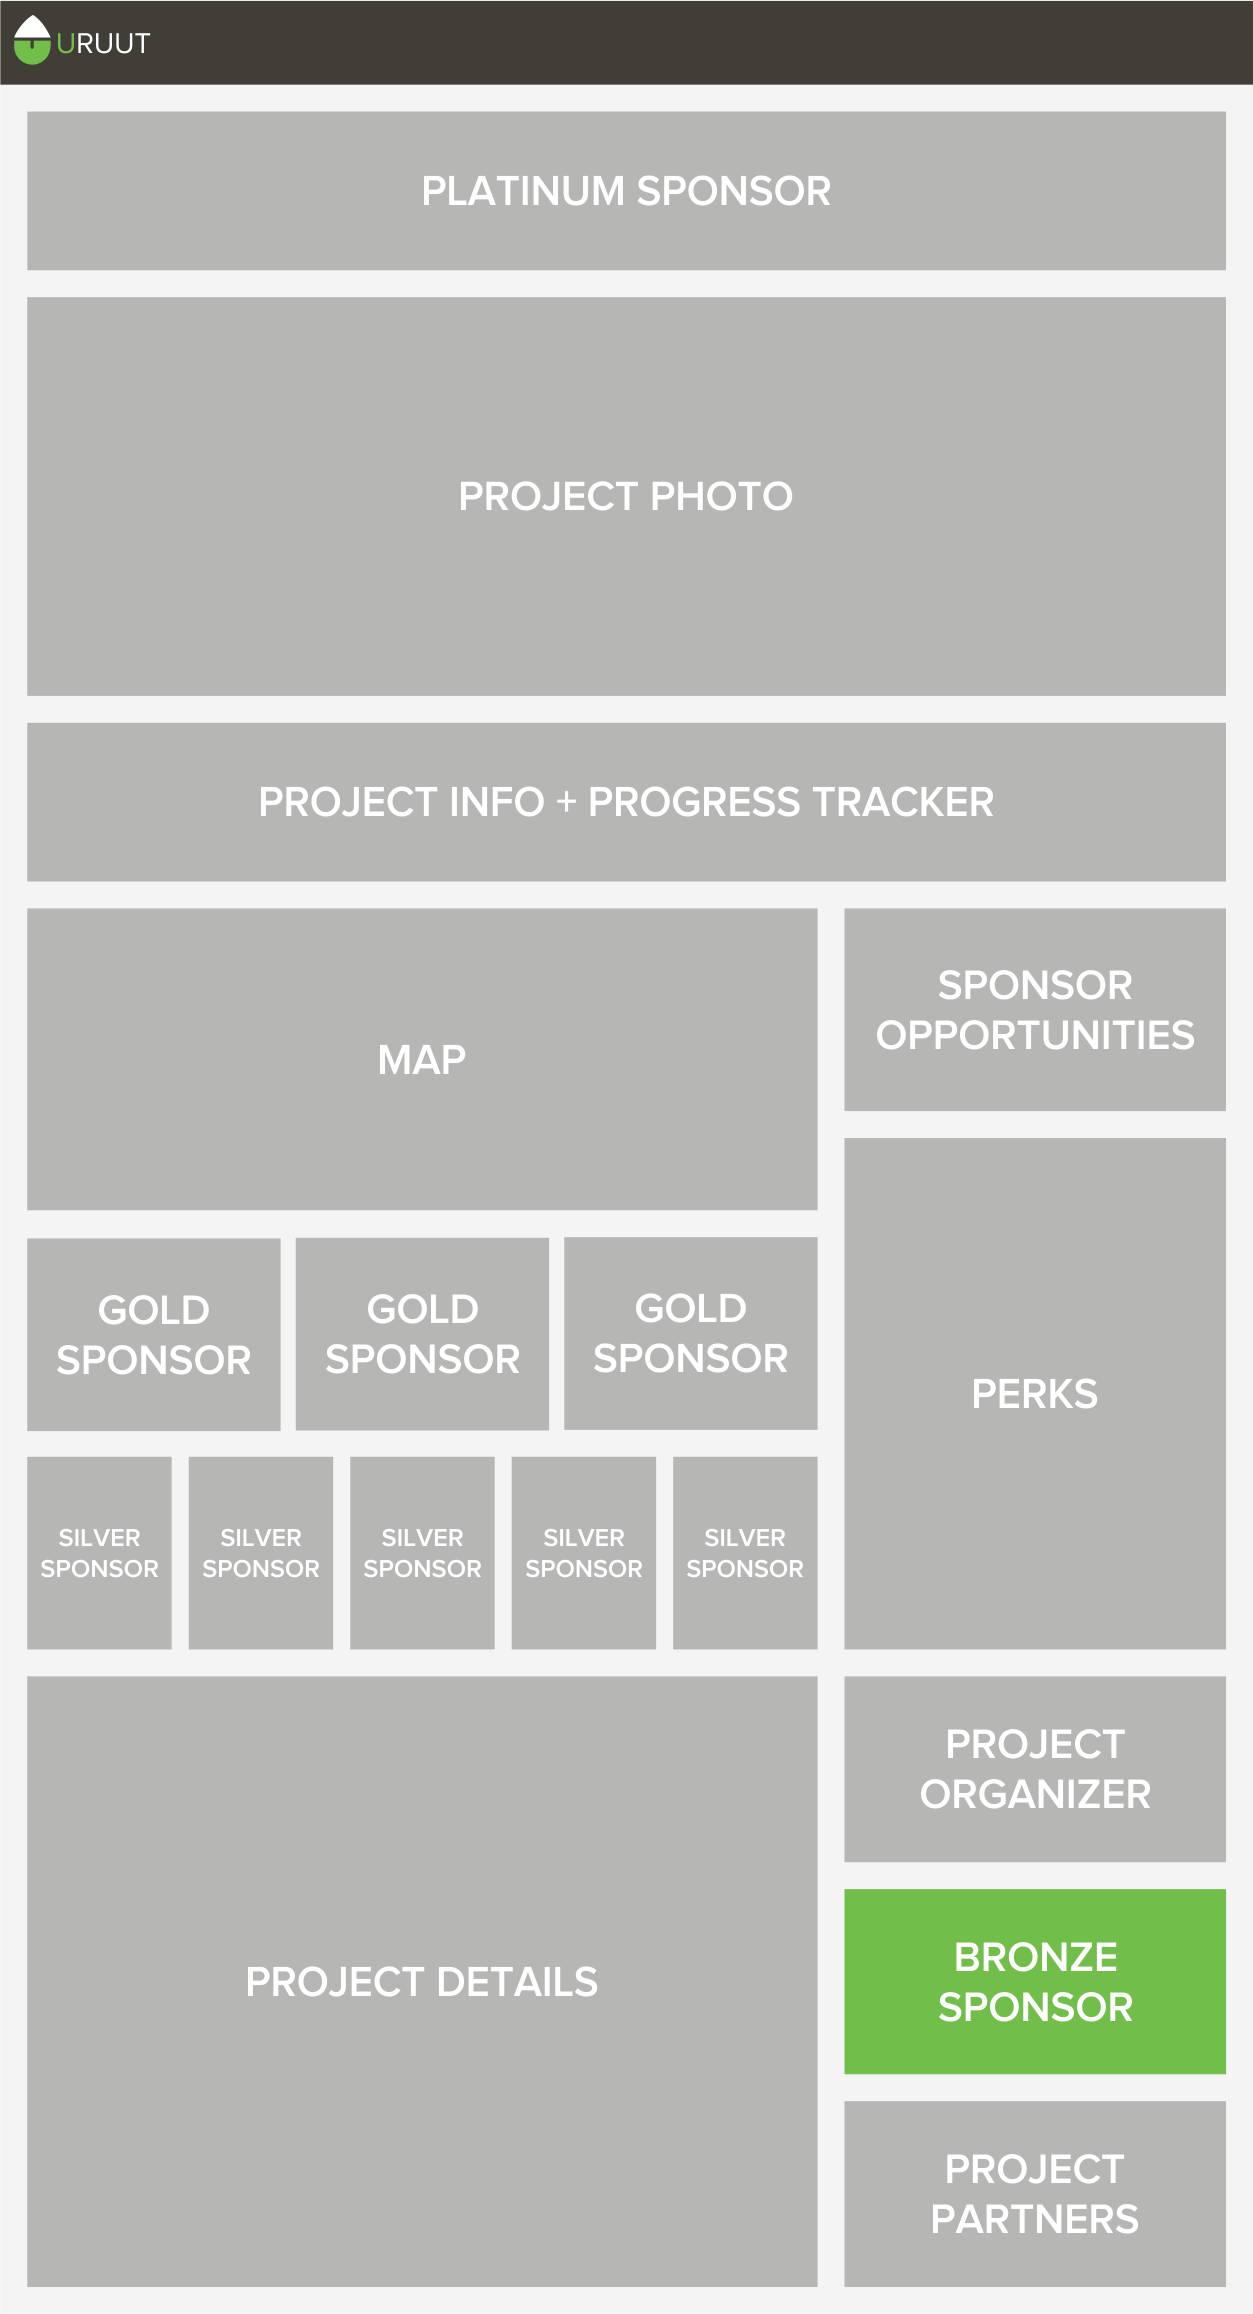 URUUT
PLATINUM SPONSOR
PROJECT PHOTO
PROJECT INFO + PROGRESS TRACKER
MAP
SPONSOR
OPPORTUNITIES
GOLD
SPONSOR
GOLD
SPONSOR
GOLD
SPONSOR
PERKS
SILVER
SPONSOR
SILVER
SPONSOR
SILVER
SPONSOR
SILVER
SPONSOR
SILVER
SPONSOR
PROJECT DETAILS
PROJECT
ORGANIZER
BRONZE
SPONSOR
PROJECT
PARTNERS